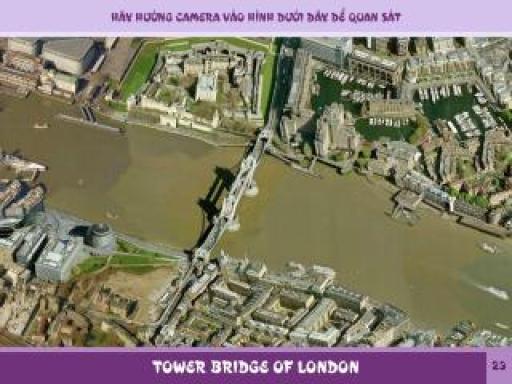 HÃY HƯỚNG CAMERA VÀO HÌNH DƯỚI ĐÂY ĐỂ QUAN SÁT
TOWER BRIDGE OF LONDON
23